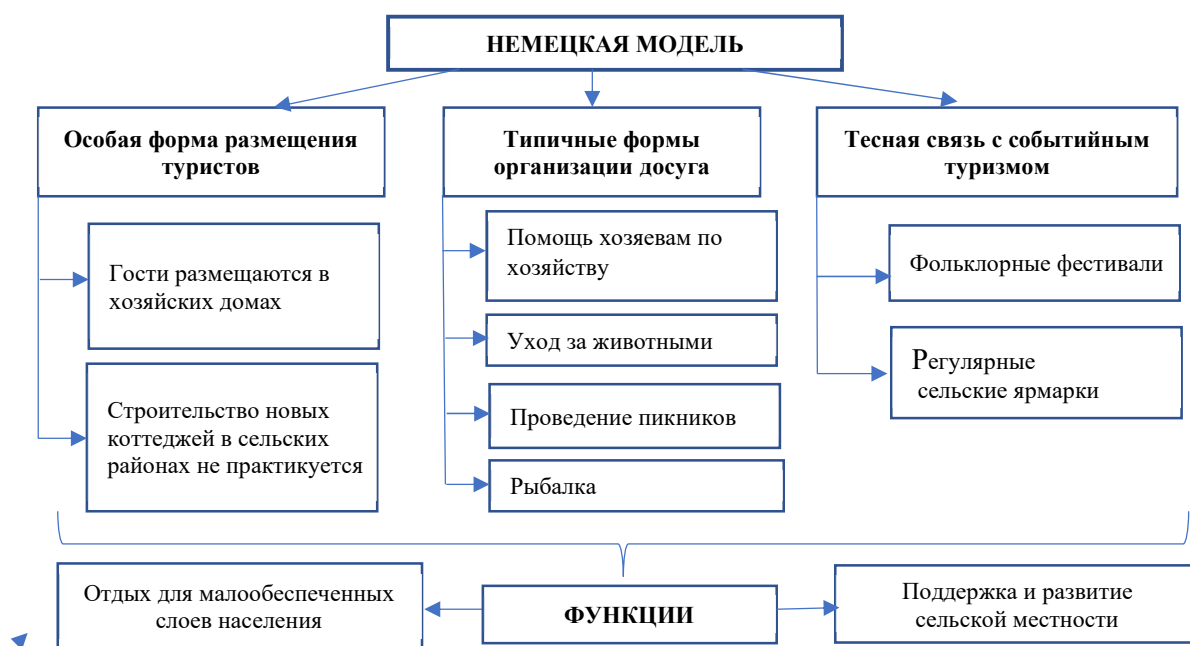 НЕМЕЦКАЯ МОДЕЛЬ
Особая форма размещения
туристов
Гости размещаются в
хозяйских домах
Строительство новых
коттеджей в сельских
районах не практикуется
Типичные формы
организации досуга
Помощь хозяевам по
хозяйству
Уход за животными
Проведение пикников
Рыбалка
Тесная связь с событийным
туризмом
Фольклорные фестивали
Регулярные
сельские ярмарки
Отдых для малообеспеченных
слоев населения
ФУНКЦИИ
Поддержка и развитие
сельской местности